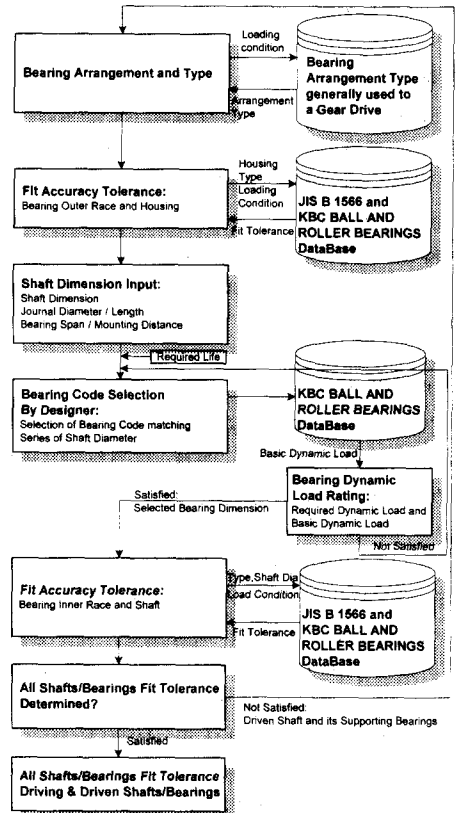 Loading
condition
Bearing Arrangement and Type
Bearing
Arrangement Type
generally used to
a Gear Drive
Arrangement
Type
Fit Accuracy Tolerance:
Bearing Outer Race and Housing
Housing
Type
Loading
Condition
Fit Tolerance
JIS B 1566 and
KBC BALL AND
ROLLER BEARINGS
DataBase
Shaft Dimension Input:
Shaft Dimension
Journal Diameter / Length
Bearing Span / Mounting Distance
Required Life
Bearing Code Selection
By Designer:
Selection of Bearing Code matching
Series of Shaft Diameter
KBC BALL AND
ROLLER BEARINGS
DataBase
Basic Dynamic Load
Bearing Dynamic
Load Rating:
Required Dynamic Load and
Basic Dynamic Load
Satisfied:
Selected Bearing Dimension
Not Satisfied
Fit Accuracy Tolerance:
Bearing Inner Race and Shaft
Type,Shaft Dia
Load Condition
Fit Tolerance
JIS B 1566 and
KBC BALL AND
ROLLER BEARINGS
DataBase
All Shafts/Bearings Fit Tolerance
Determined?
Not Satisfied:
Driven Shaft and its Supporting Bearings
Satisfied
All Shafts/Bearings Fit Tolerance
Driving & Driven Shafts/Bearings